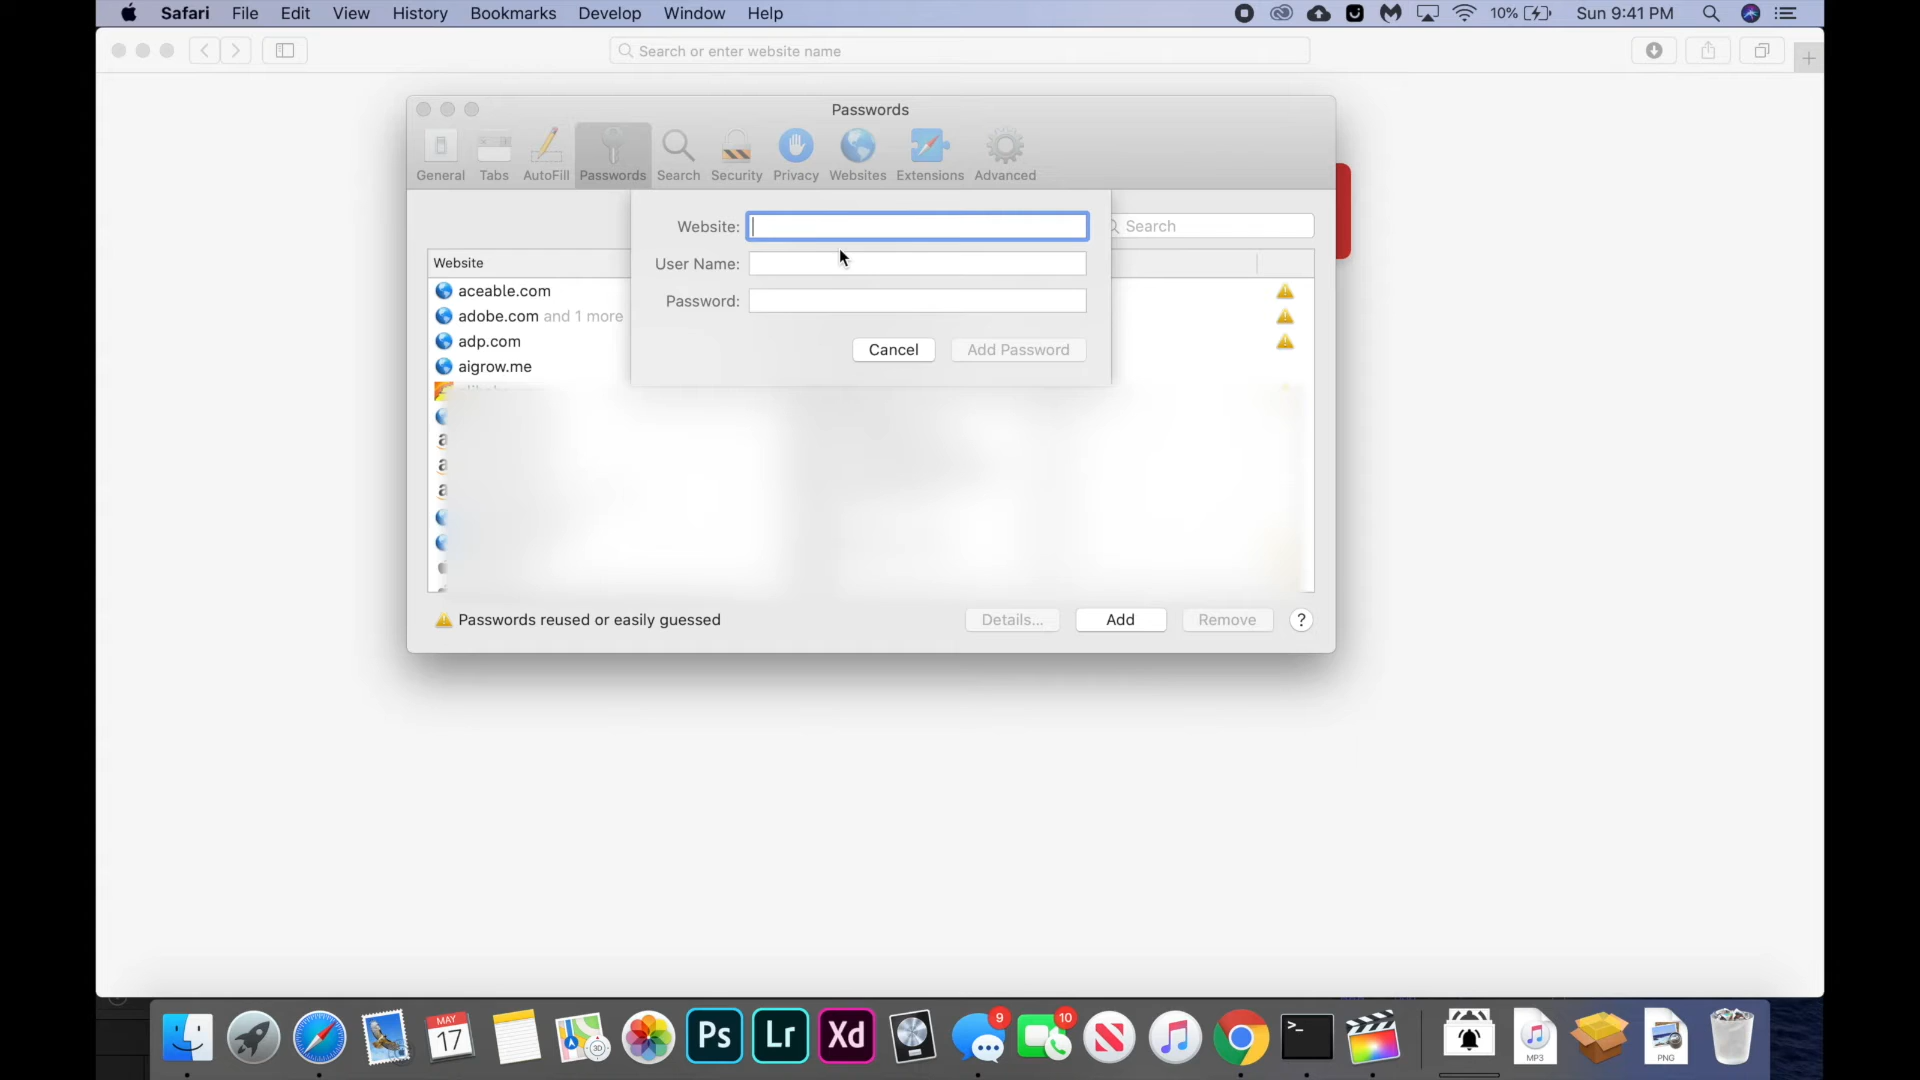 Safari File Edit View History Bookmarks Develop Window Help 10% Sun 9:41 PM
Search or enter website name
Passwords
General Tabs AutoFill Passwords Search Security Privacy Websites Extensions Advanced
Website:
Search
User Name:
Website
Password:
aceable.com
adobe.com and 1 more
adp.com
aigrow.me
Cancel Add Password
Passwords reused or easily guessed Details... Add Remove ?
MAY
17
3D
Ps Lr Xd
9
10
>_
MP3
PNG